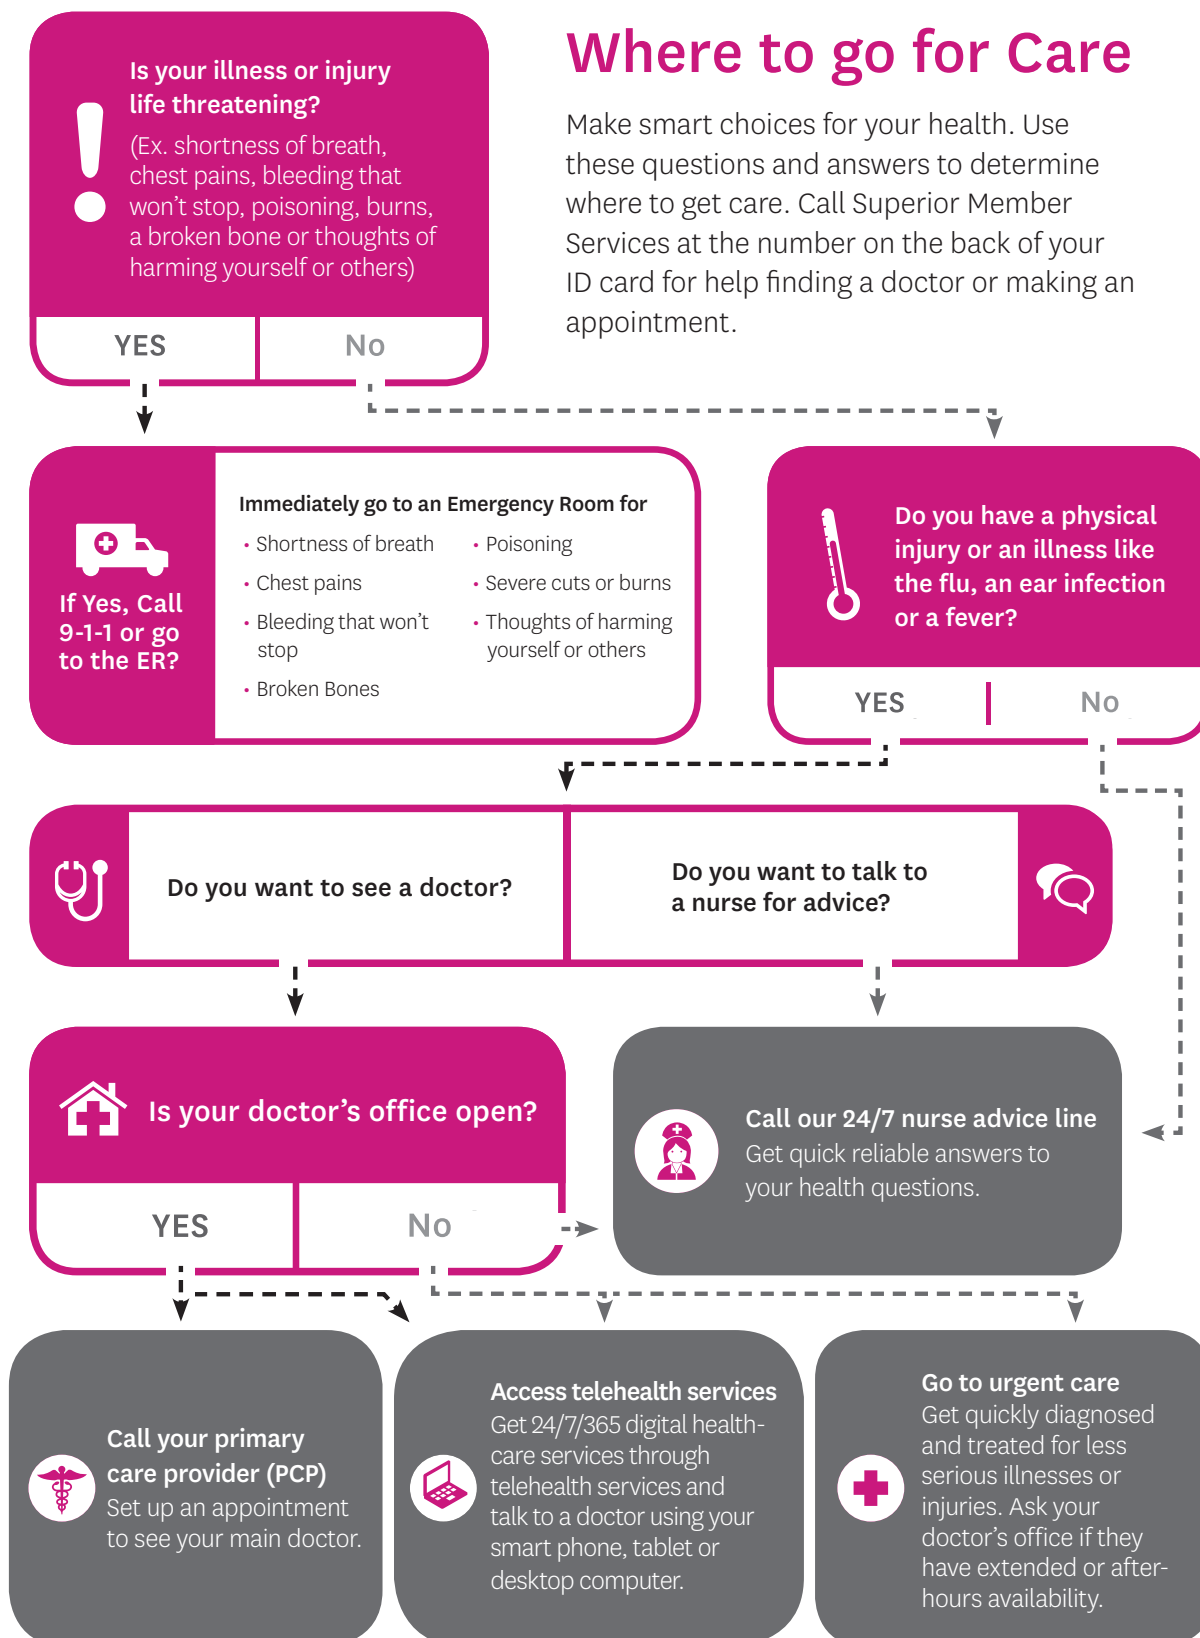 Where to go for Care
Make smart choices for your health. Use
these questions and answers to determine
where to get care. Call Superior Member
Services at the number on the back of your
ID card for help finding a doctor or making an
appointment.
Is your illness or injury
life threatening?
(Ex. shortness of breath,
chest pains, bleeding that
won't stop, poisoning, burns,
a broken bone or thoughts of
harming yourself or others)
YES
No
If Yes, Call
9-1-1 or go
to the ER?
Immediately go to an Emergency Room for
• Shortness of breath
• Chest pains
• Bleeding that won't
stop
• Broken Bones
• Poisoning
• Severe cuts or burns
• Thoughts of harming
yourself or others
Do you have a physical
injury or an illness like
the flu, an ear infection
or a fever?
YES
No
Do you want to see a doctor?
Do you want to talk to
a nurse for advice?
Is your doctor's office open?
YES
No
Call our 24/7 nurse advice line
Get quick reliable answers to
your health questions.
Call your primary
care provider (PCP)
Set up an appointment
to see your main doctor.
Access telehealth services
Get 24/7/365 digital health-
care services through
telehealth services and
talk to a doctor using your
smart phone, tablet or
desktop computer.
Go to urgent care
Get quickly diagnosed
and treated for less
serious illnesses or
injuries. Ask your
doctor's office if they
have extended or after-
hours availability.